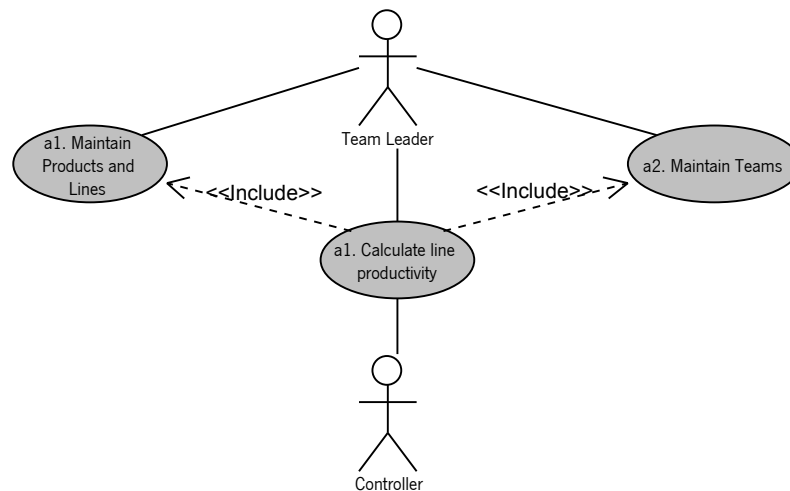 Team Leader
a1. Maintain
Products and
Lines
<<Include>>
<<Include>>
a2. Maintain Teams
a1. Calculate line
productivity
Controller